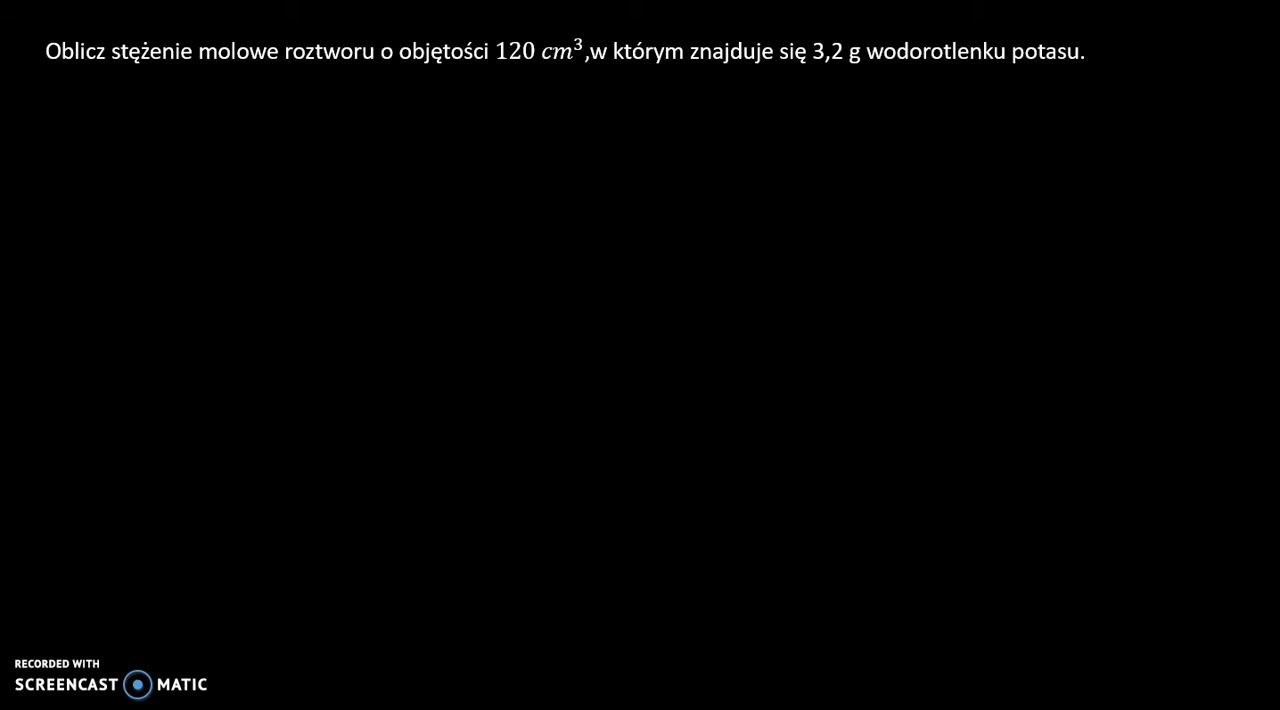 Oblicz stężenie molowe roztworu o objętości 120 cm³,w którym znajduje się 3,2 g wodorotlenku potasu.
RECORDED WITH
SCREENCAST MATIC